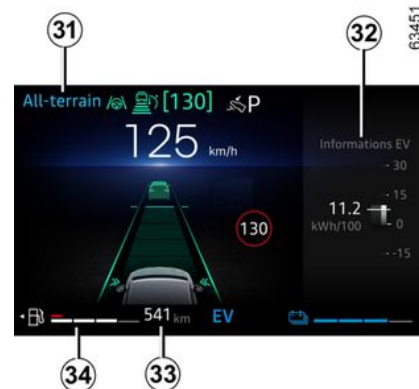 31
32
63451
All-terrain [130] P
125 km/h
Informations EV
30
15
11.2
kWh/100
0
-15
130
541 km
EV
34
33